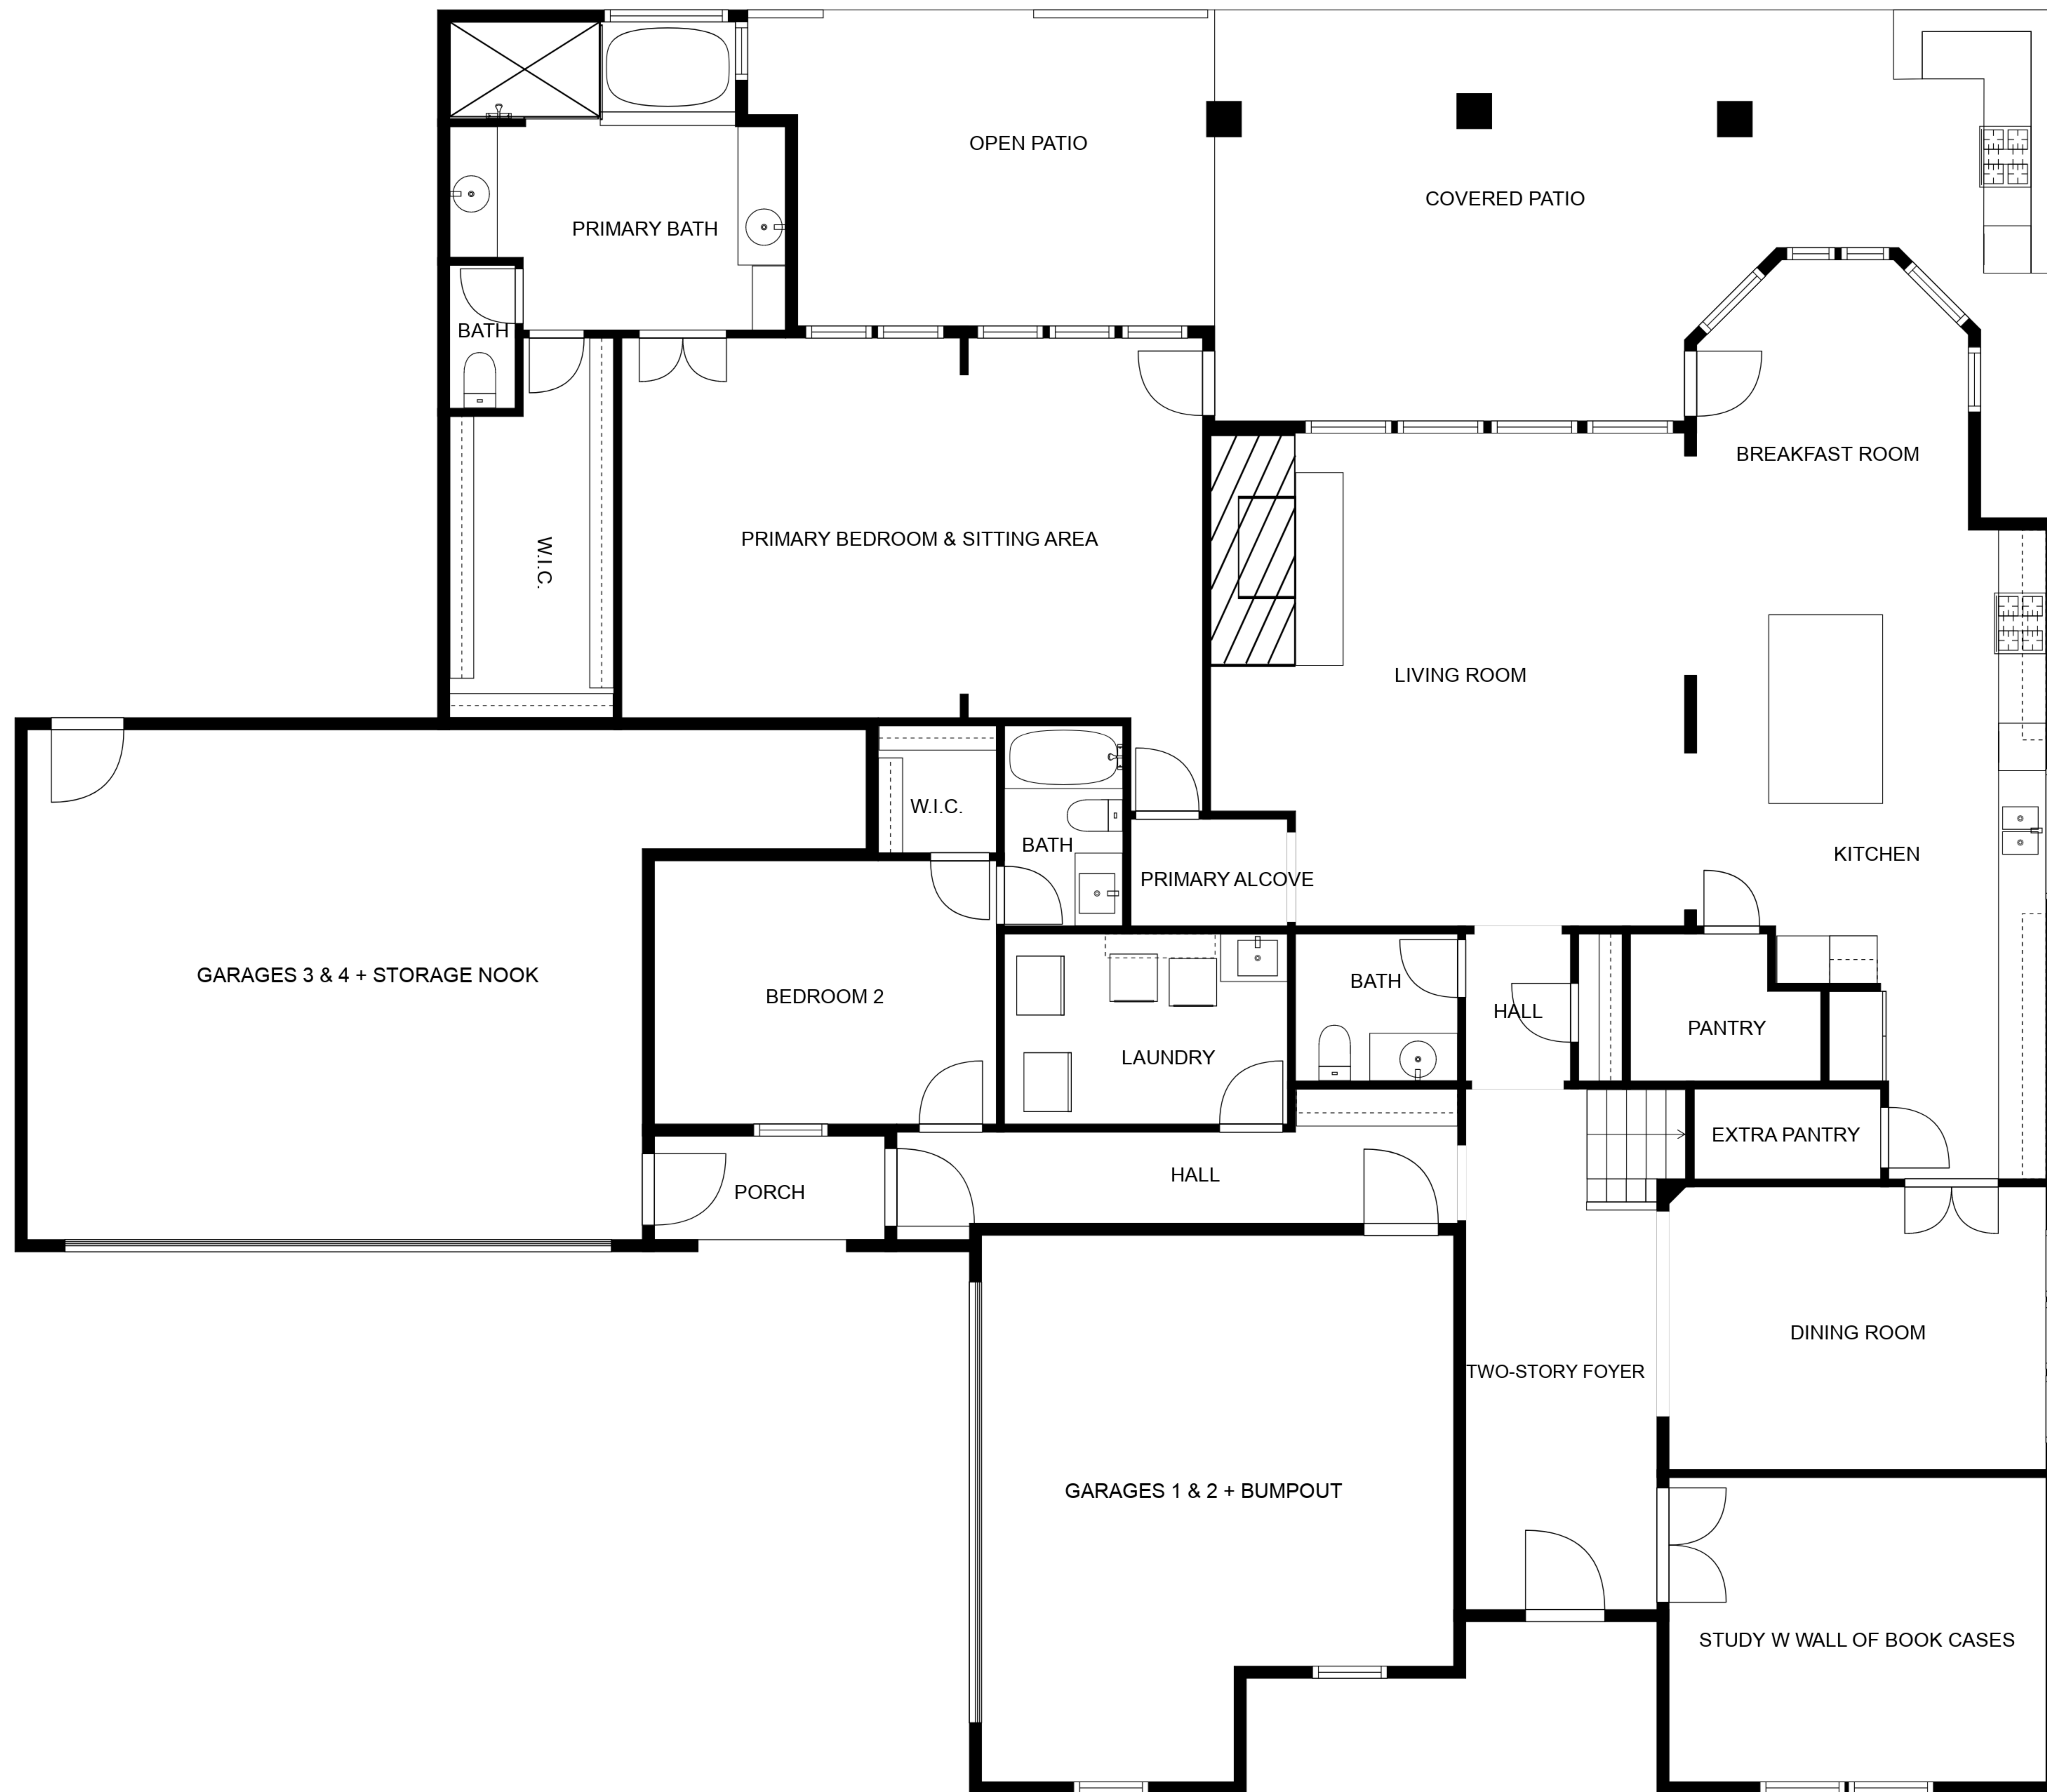 OPEN PATIO
COVERED PATIO
PRIMARY BATH
BATH
BREAKFAST ROOM
PRIMARY BEDROOM & SITTING AREA
W.I.C.
LIVING ROOM
W.I.C.
BATH
KITCHEN
PRIMARY ALCOVE
GARAGES 3 & 4 + STORAGE NOOK
BEDROOM 2
BATH
HALL
PANTRY
LAUNDRY
EXTRA PANTRY
HALL
PORCH
DINING ROOM
TWO-STORY FOYER
GARAGES 1 & 2 + BUMPOUT
STUDY W WALL OF BOOK CASES